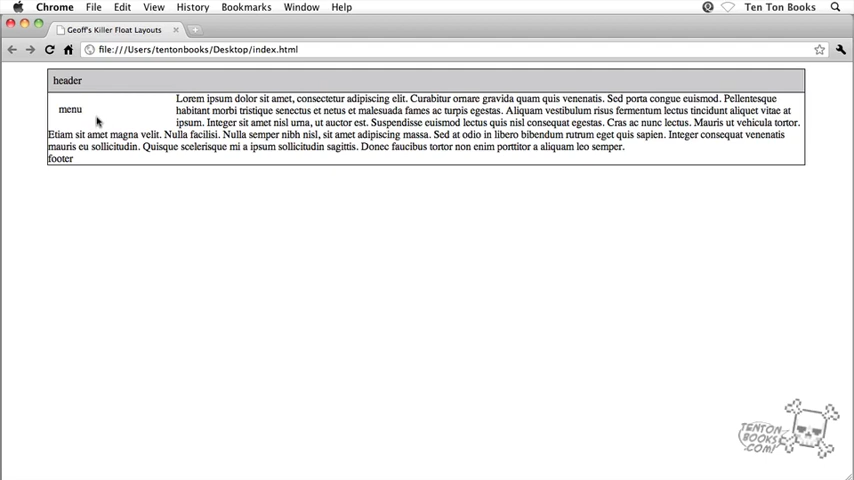 Chrome File Edit View History Bookmarks Window Help Ten Ton Books
Geoff's Killer Float Layouts
file:///Users/tentonbooks/Desktop/index.html
header
menu
Lorem ipsum dolor sit amet, consectetur adipiscing elit. Curabitur ornare gravida quam quis venenatis. Sed porta congue euismod. Pellentesque
habitant morbi tristique senectus et netus et malesuada fames ac turpis egestas. Aliquam vestibulum risus fermentum lectus tincidunt aliquet vitae at
ipsum. Integer sit amet nisl urna, ut auctor est. Suspendisse euismod lectus quis nisl consequat egestas. Cras ac nunc lectus. Mauris ut vehicula tortor.
Etiam sit amet magna velit. Nulla facilisi. Nulla semper nibh nisl, sit amet adipiscing massa. Sed at odio in libero bibendum rutrum eget quis sapien. Integer consequat venenatis
mauris eu sollicitudin. Quisque scelerisque mi a ipsum sollicitudin sagittis. Donec faucibus tortor non enim porttitor a aliquam leo semper.
footer
TENTON
BOOKS
.COM!